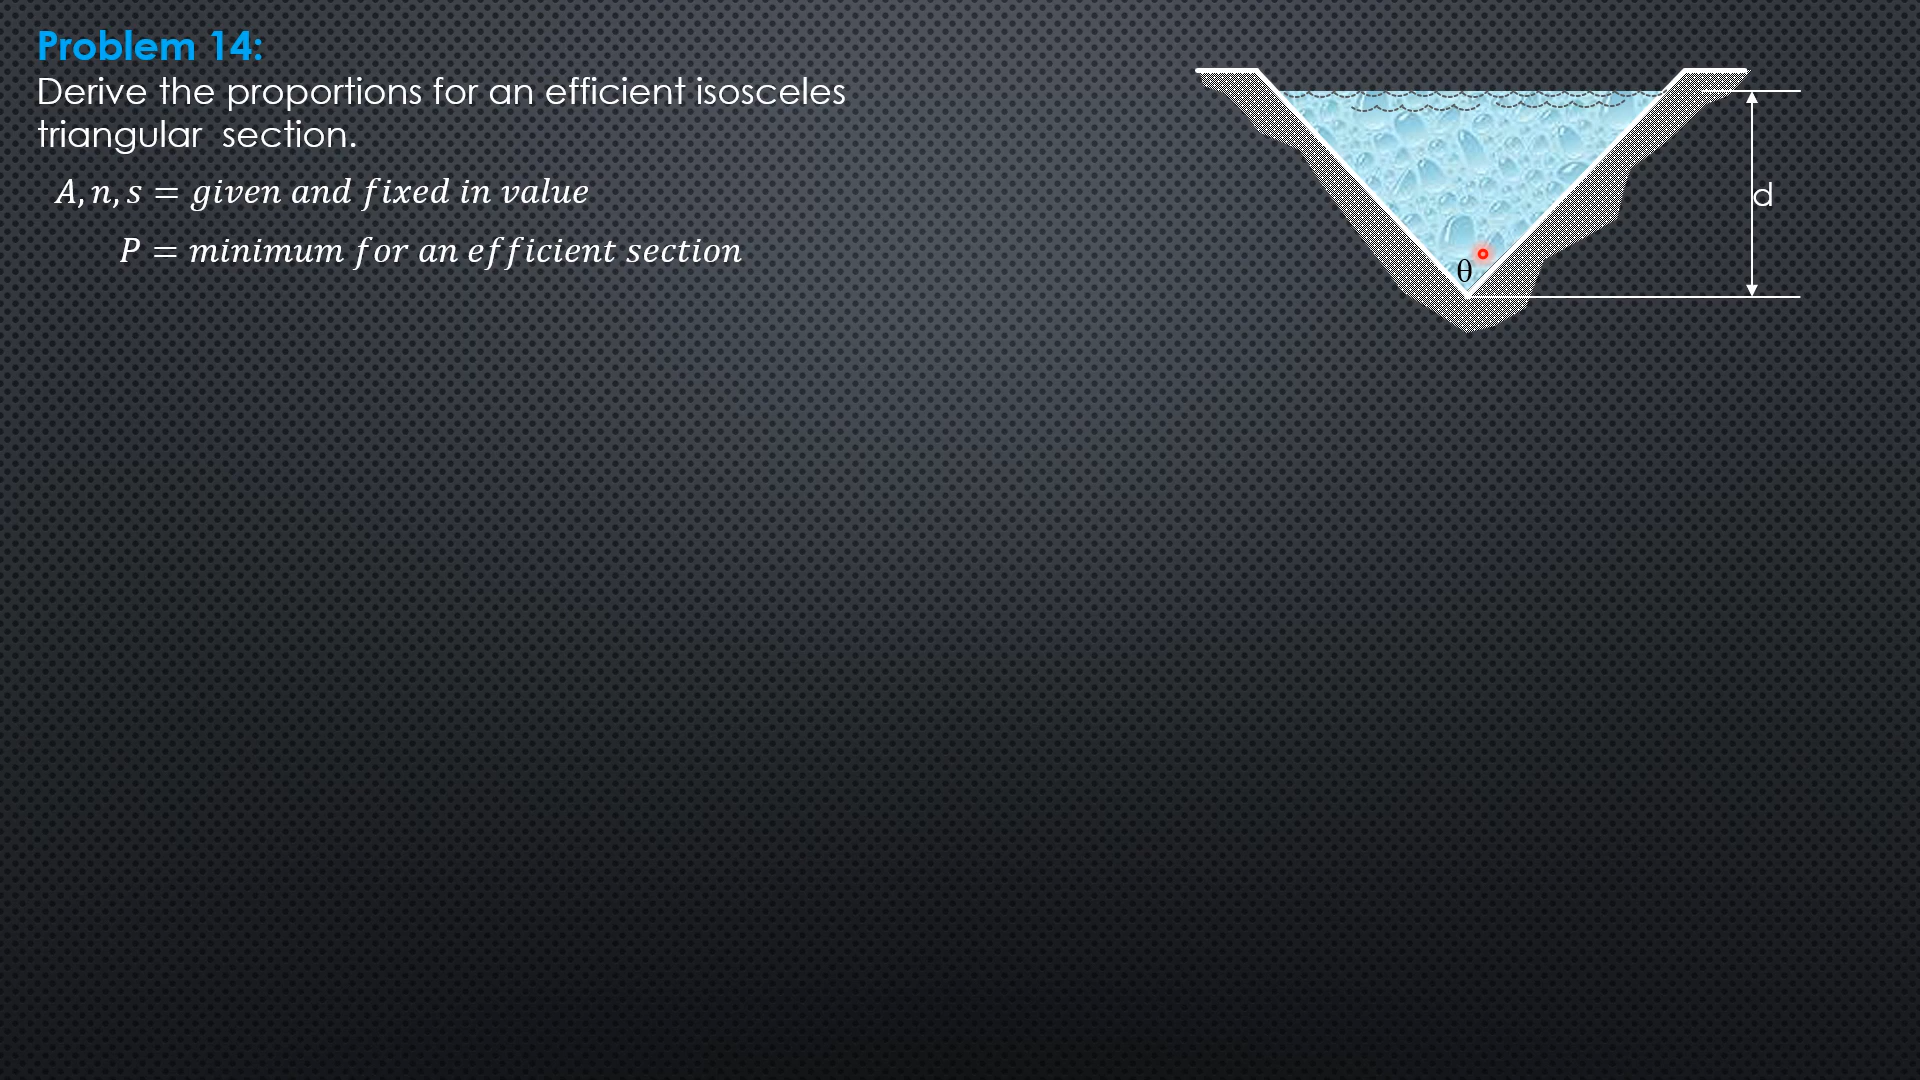 Problem 14:
Derive the proportions for an efficient isosceles
triangular section.
A, n, s = given and fixed in value
P = minimum for an efficient section
d
θ